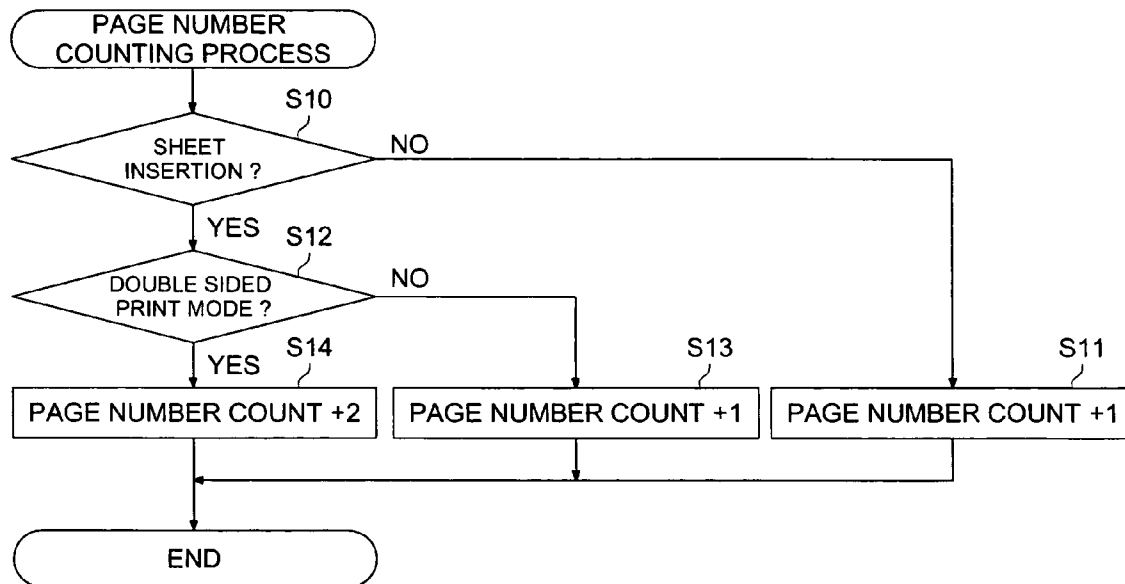 PAGE NUMBER
COUNTING PROCESS
S10
SHEET
INSERTION ?
NO
YES
S12
DOUBLE SIDED
PRINT MODE ?
NO
YES
S14
S13
S11
PAGE NUMBER COUNT +2
PAGE NUMBER COUNT +1
PAGE NUMBER COUNT +1
END